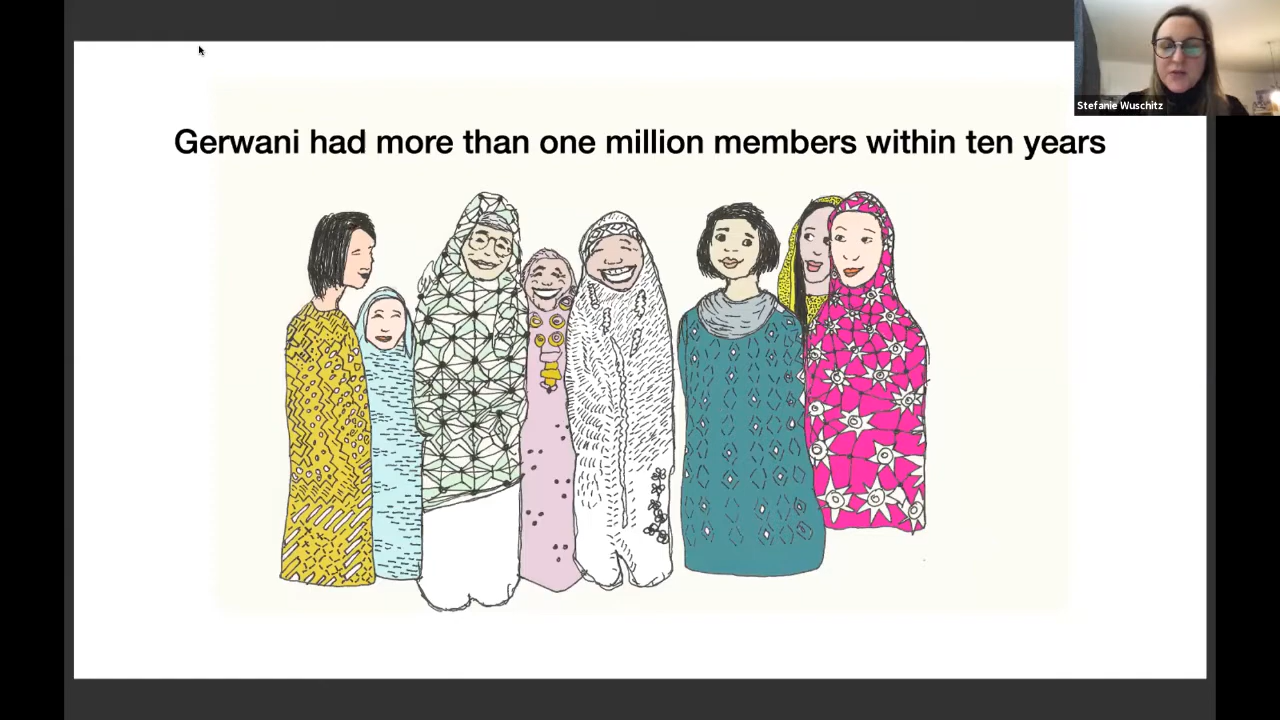 Gerwani had more than one million members within ten years
Stefanie Wuschitz